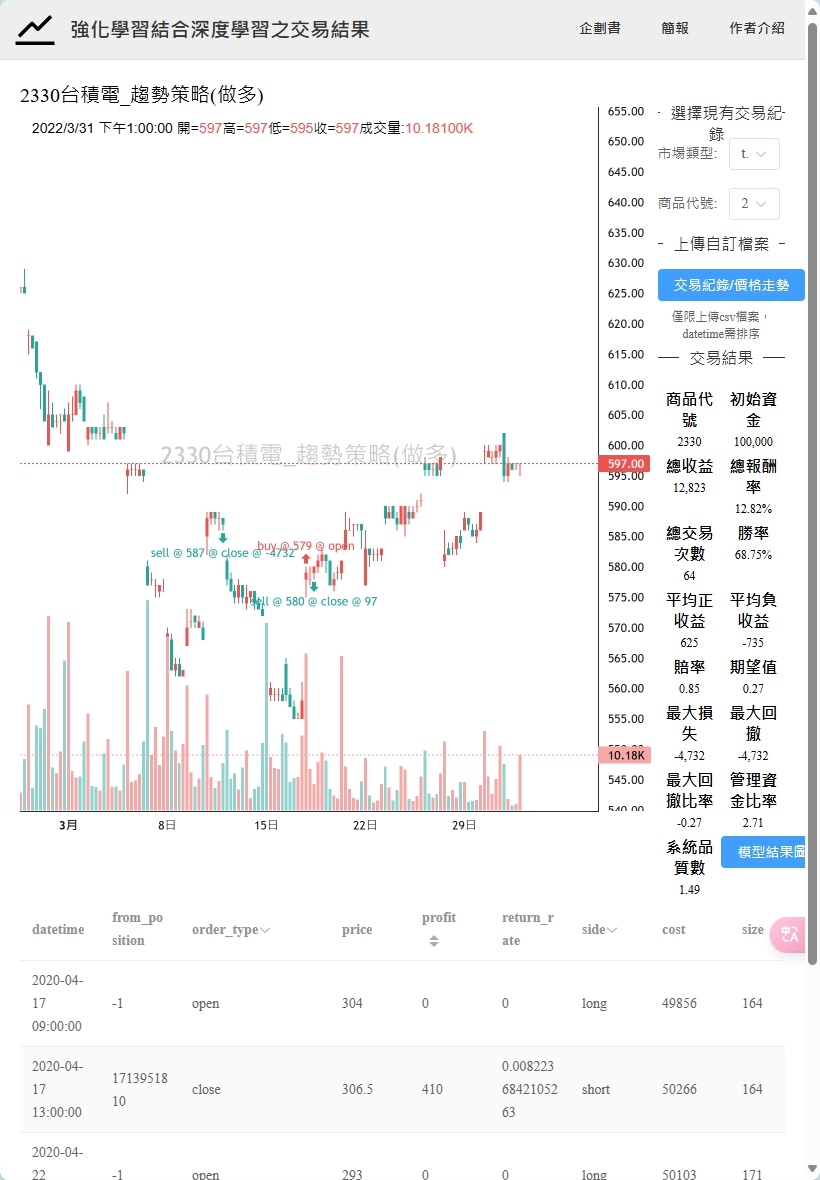 強化學習結合深度學習之交易結果
企劃書
簡報
作者介紹
2330台積電_趨勢策略(做多)
2022/3/31 下午1:00:00 開=597高=597低=595收=597成交量:10.18100K
2330台積電_趨勢策略(做多)
sell @ 587 @ close @ -4732
buy @ 579 @ open
sell @ 580 @ close @ 97
655.00
650.00
645.00
640.00
635.00
630.00
625.00
620.00
615.00
610.00
605.00
600.00
597.00
595.00
590.00
585.00
580.00
575.00
570.00
565.00
560.00
555.00
10.18K
545.00
540.00
3月
8日
15日
22日
29日
選擇現有交易紀
錄
市場類型:
t.
商品代號:
2
上傳自訂檔案
交易紀錄/價格走勢
僅限上傳csv檔案，
datetime需排序
交易結果
商品代
號
2330
初始資
金
100,000
總收益
12,823
總報酬
率
12.82%
總交易
次數
64
勝率
68.75%
平均正
收益
625
平均負
收益
-735
賠率
0.85
期望值
0.27
最大損
失
-4,732
最大回
撤
-4,732
最大回
撤比率
-0.27
管理資
金比率
2.71
系統品
質數
1.49
模型結果圖
datetime
from_po
sition
order_type
price
profit
return_r
ate
side
cost
size
2020-04-
17
09:00:00
-1
open
304
0
0
long
49856
164
2020-04-
17
13:00:00
17139518
10
close
306.5
410
0.008223
68421052
63
short
50266
164
2020-04-
22
-1
open
293
0
0
long
50103
171